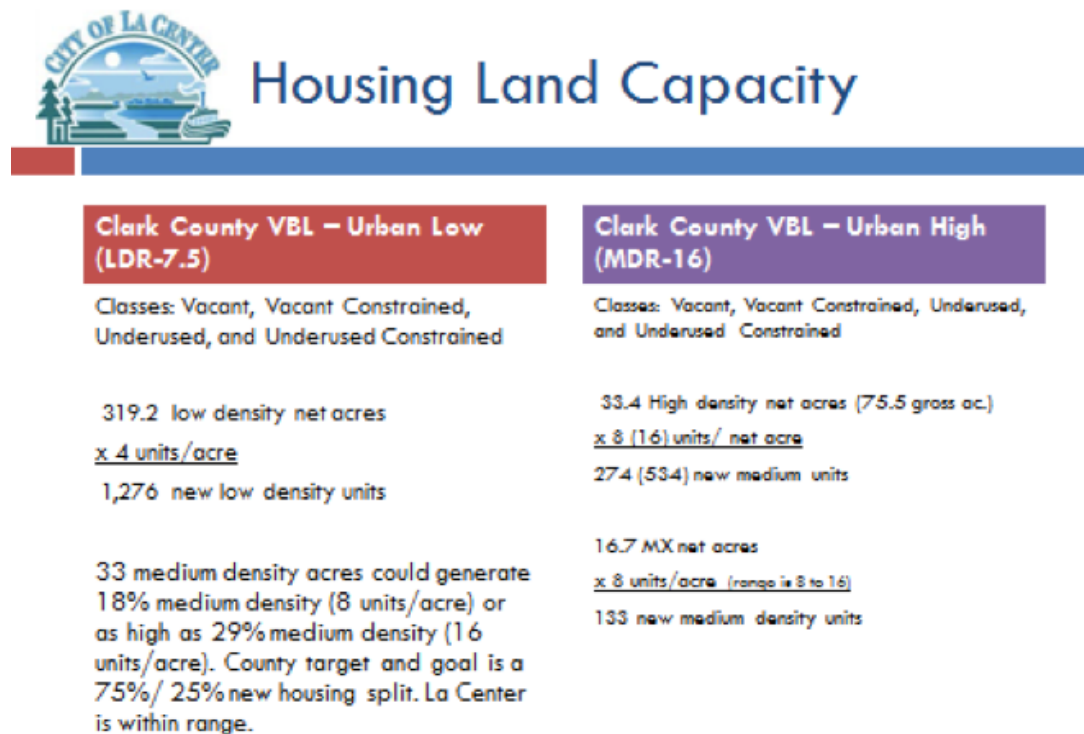 CITY OF LA CENTER
Housing Land Capacity
Clark County VBL – Urban Low
(LDR-7.5)
Classes: Vacant, Vacant Constrained,
Underused, and Underused Constrained
319.2 low density net acres
x 4 units/acre
1,276 new low density units
33 medium density acres could generate
18% medium density (8 units/acre) or
as high as 29% medium density (16
units/acre). County target and goal is a
75%/ 25% new housing split. La Center
is within range.
Clark County VBL – Urban High
(MDR-16)
Classes: Vacant, Vacant Constrained, Underused,
and Underused Constrained
33.4 High density net acres (75.5 gross ac.)
x 8 (16) units/ net acre
274 (534) new medium units
16.7 MX net acres
x 8 units/acre (range is 8 to 16)
133 new medium density units